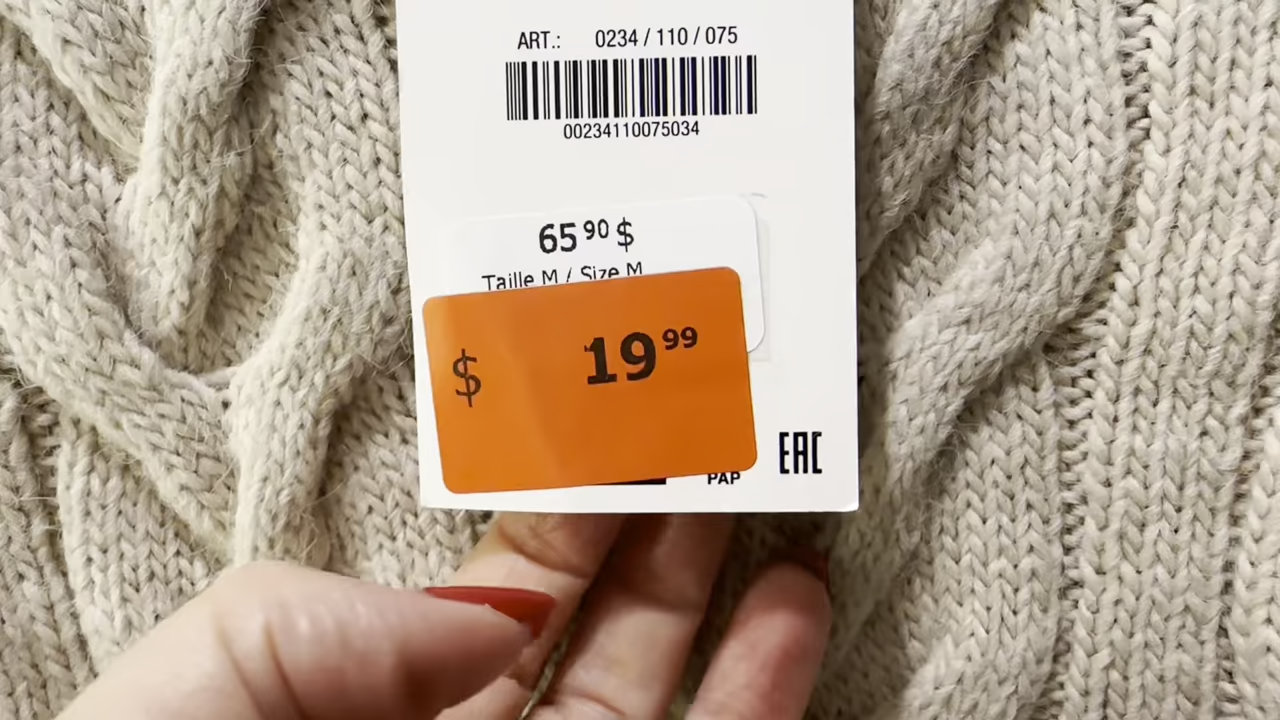 ART.: 0234 / 110 / 075
00234110075034
65 90 $
Taille M / Size M
$ 19 99
EAC
PAP